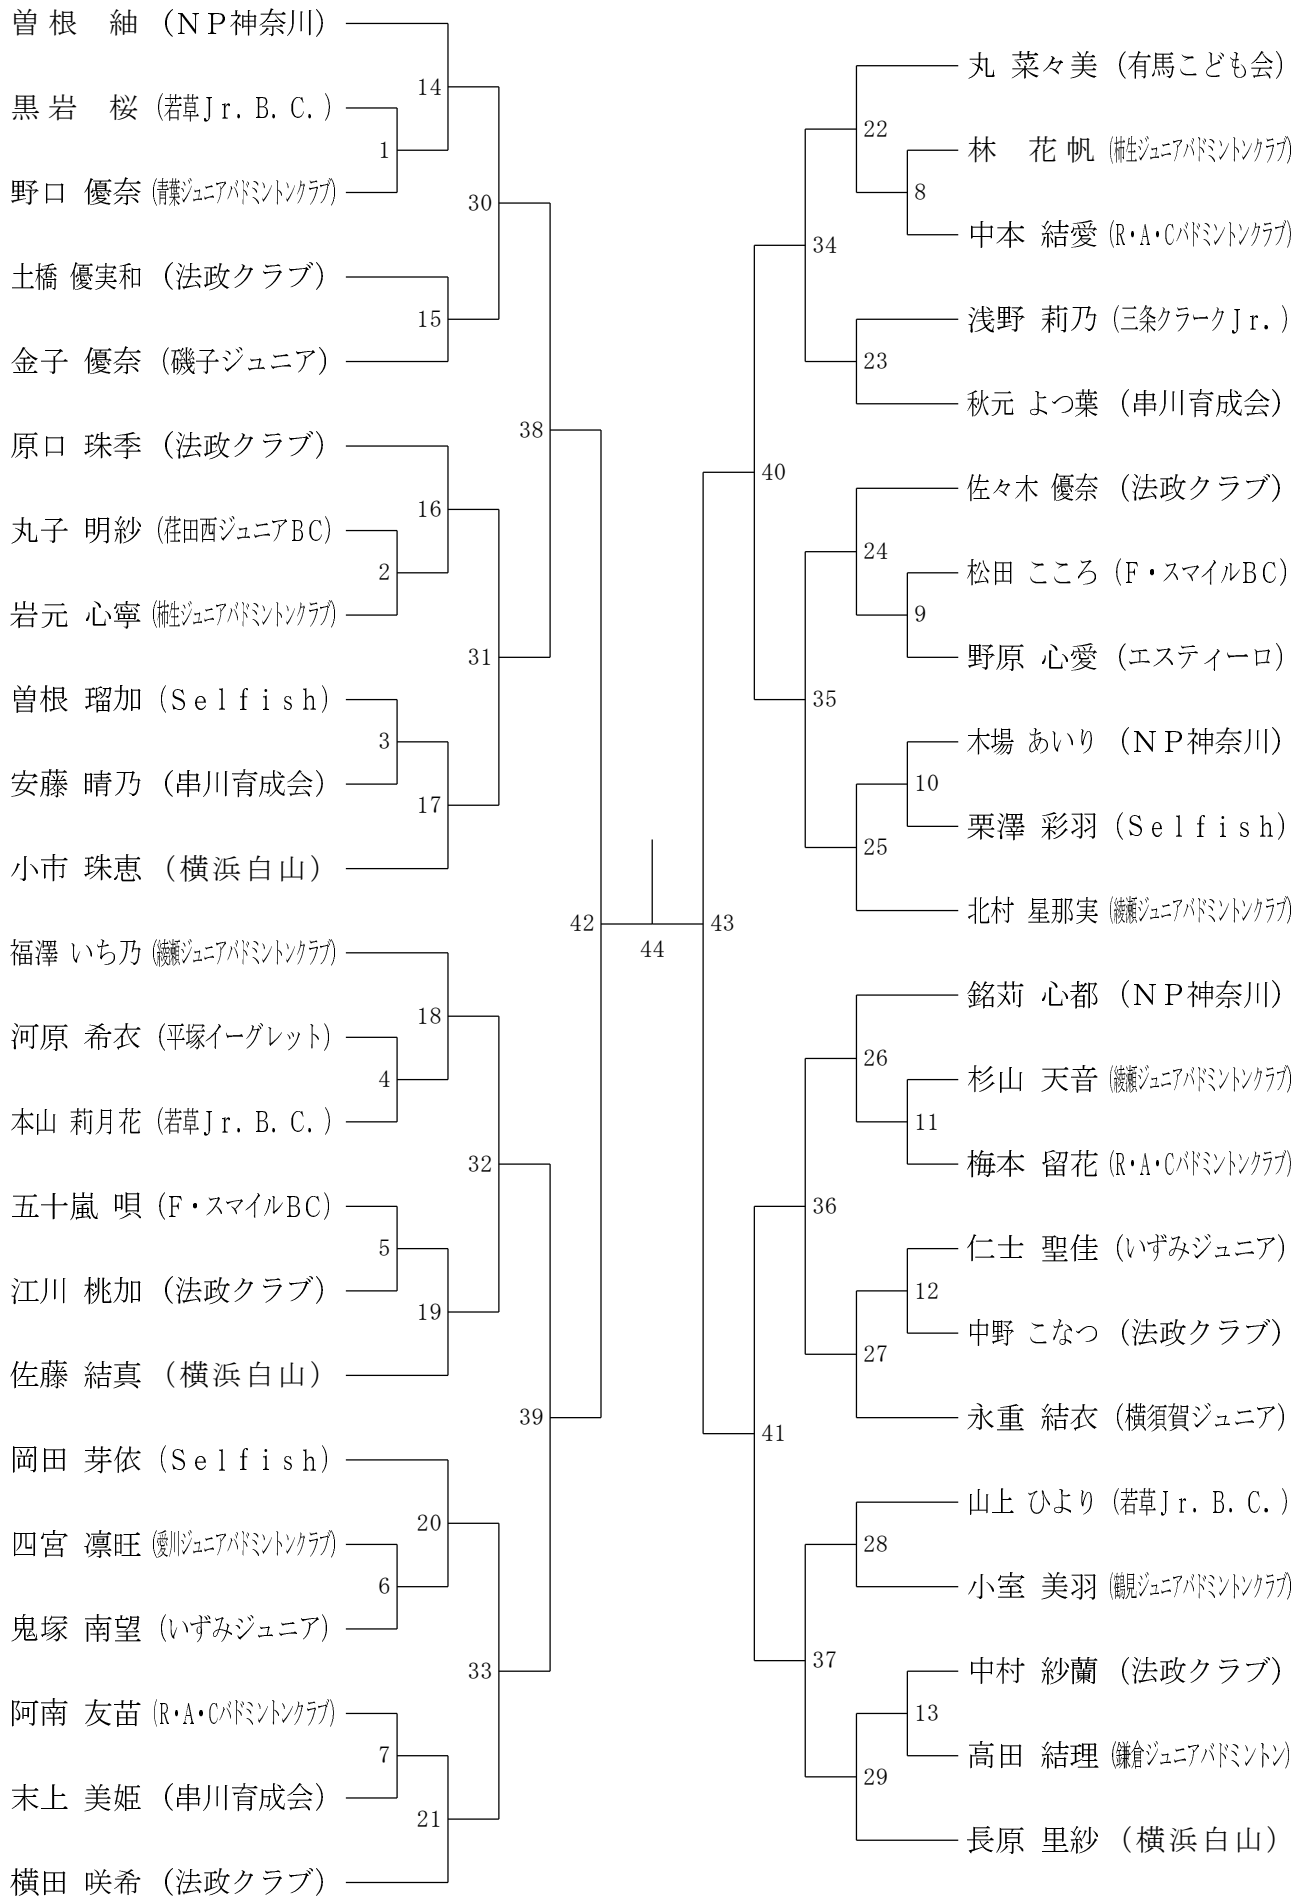 曽根　紬（ＮＰ神奈川）
14
黒岩　桜（若草Jr.B.C.）
1
野口 優奈（青葉ジュニアバドミントンクラブ）
30
土橋 優実和（法政クラブ）
15
金子 優奈（磯子ジュニア）
38
原口 珠季（法政クラブ）
16
丸子 明紗（荏田西ジュニアBC）
2
岩元 心寧（柿生ジュニアバドミントンクラブ）
31
曽根 瑠加（Selfish）
3
安藤 晴乃（串川育成会）
17
小市 珠恵（横浜白山）
42
福澤 いち乃（綾瀬ジュニアバドミントンクラブ）
18
河原 希衣（平塚イーグレット）
4
本山 莉月花（若草Jr.B.C.）
32
五十嵐 唄（F・スマイルBC）
5
江川 桃加（法政クラブ）
19
佐藤 結真（横浜白山）
39
岡田 芽依（Selfish）
20
四宮 凛旺（愛川ジュニアバドミントンクラブ）
6
鬼塚 南望（いずみジュニア）
33
阿南 友苗（R・A・Cバドミントンクラブ）
7
末上 美姫（串川育成会）
21
横田 咲希（法政クラブ）
44
丸 菜々美（有馬こども会）
22
林　花帆（柿生ジュニアバドミントンクラブ）
8
中本 結愛（R・A・Cバドミントンクラブ）
34
浅野 莉乃（三条クラークJr.）
23
秋元 よつ葉（串川育成会）
40
佐々木 優奈（法政クラブ）
24
松田 こころ（F・スマイルBC）
9
野原 心愛（エスティーロ）
35
木場 あいり（ＮＰ神奈川）
10
栗澤 彩羽（Selfish）
25
北村 星那実（綾瀬ジュニアバドミントンクラブ）
43
銘苅 心都（ＮＰ神奈川）
26
杉山 天音（綾瀬ジュニアバドミントンクラブ）
11
梅本 留花（R・A・Cバドミントンクラブ）
36
仁士 聖佳（いずみジュニア）
12
中野 こなつ（法政クラブ）
27
永重 結衣（横須賀ジュニア）
41
山上 ひより（若草Jr.B.C.）
28
小室 美羽（鶴見ジュニアバドミントンクラブ）
37
中村 紗蘭（法政クラブ）
13
高田 結理（鎌倉ジュニアバドミントン）
29
長原 里紗（横浜白山）